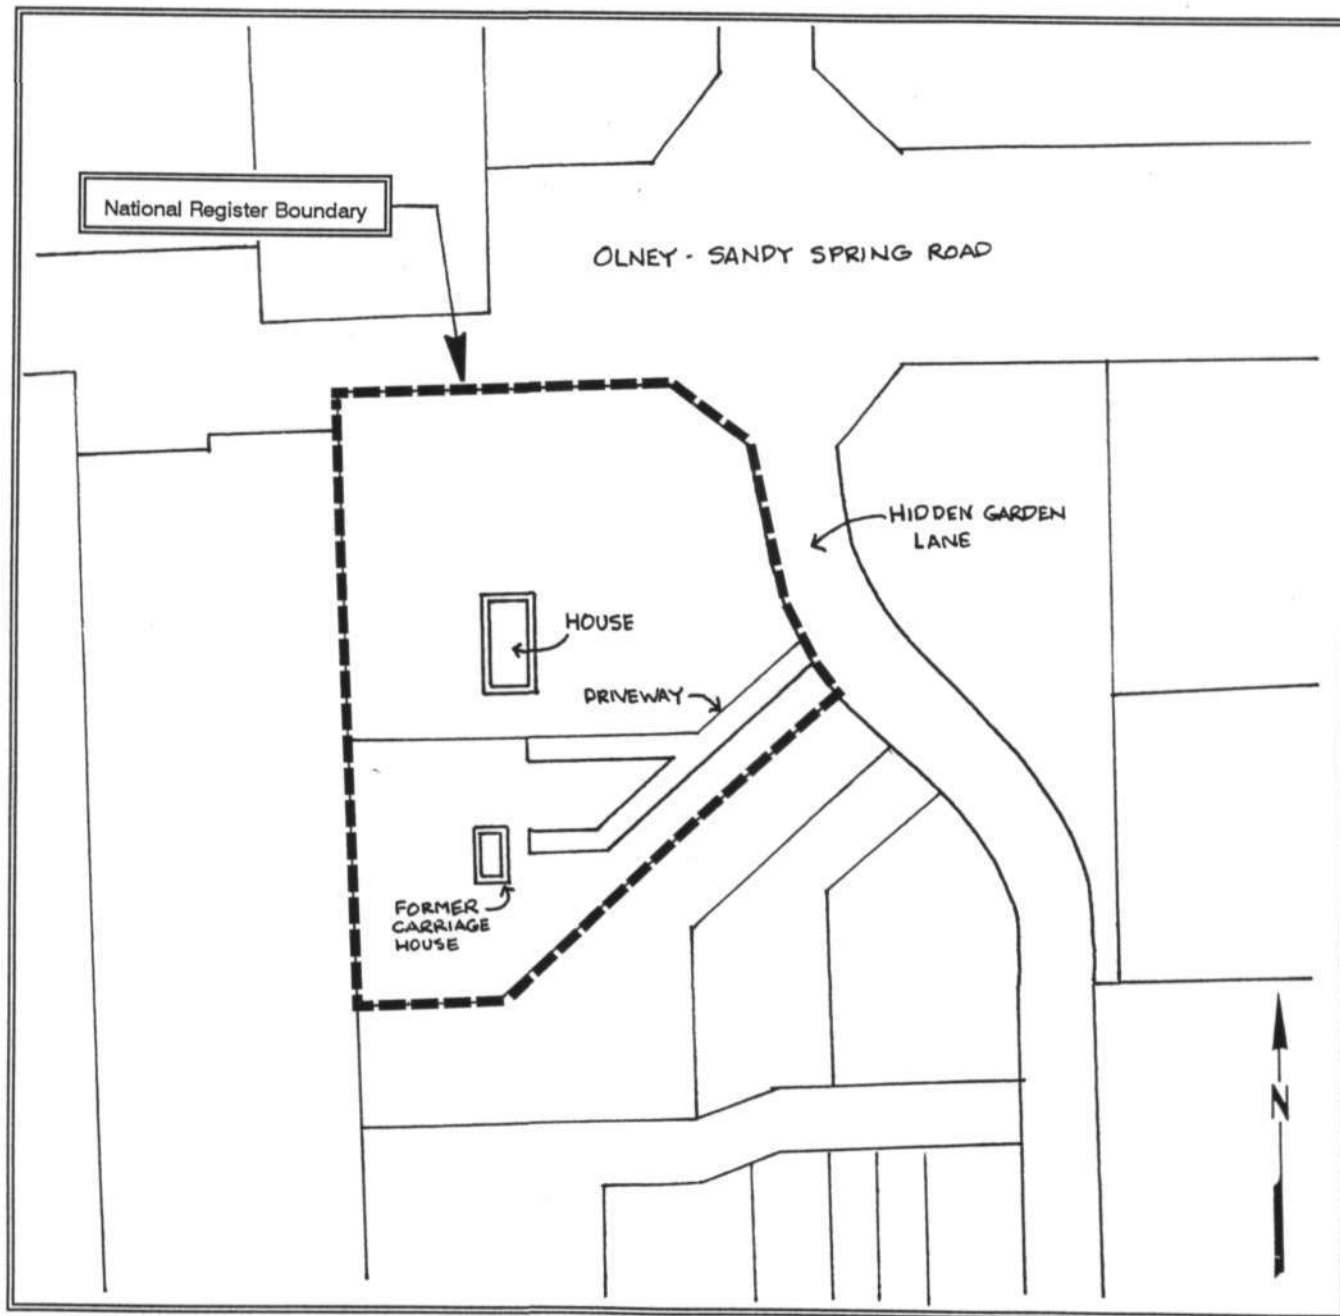 National Register Boundary
OLNEY - SANDY SPRING ROAD
HIDDEN GARDEN
LANE
HOUSE
DRIVEWAY
FORMER
CARRIAGE
HOUSE
N